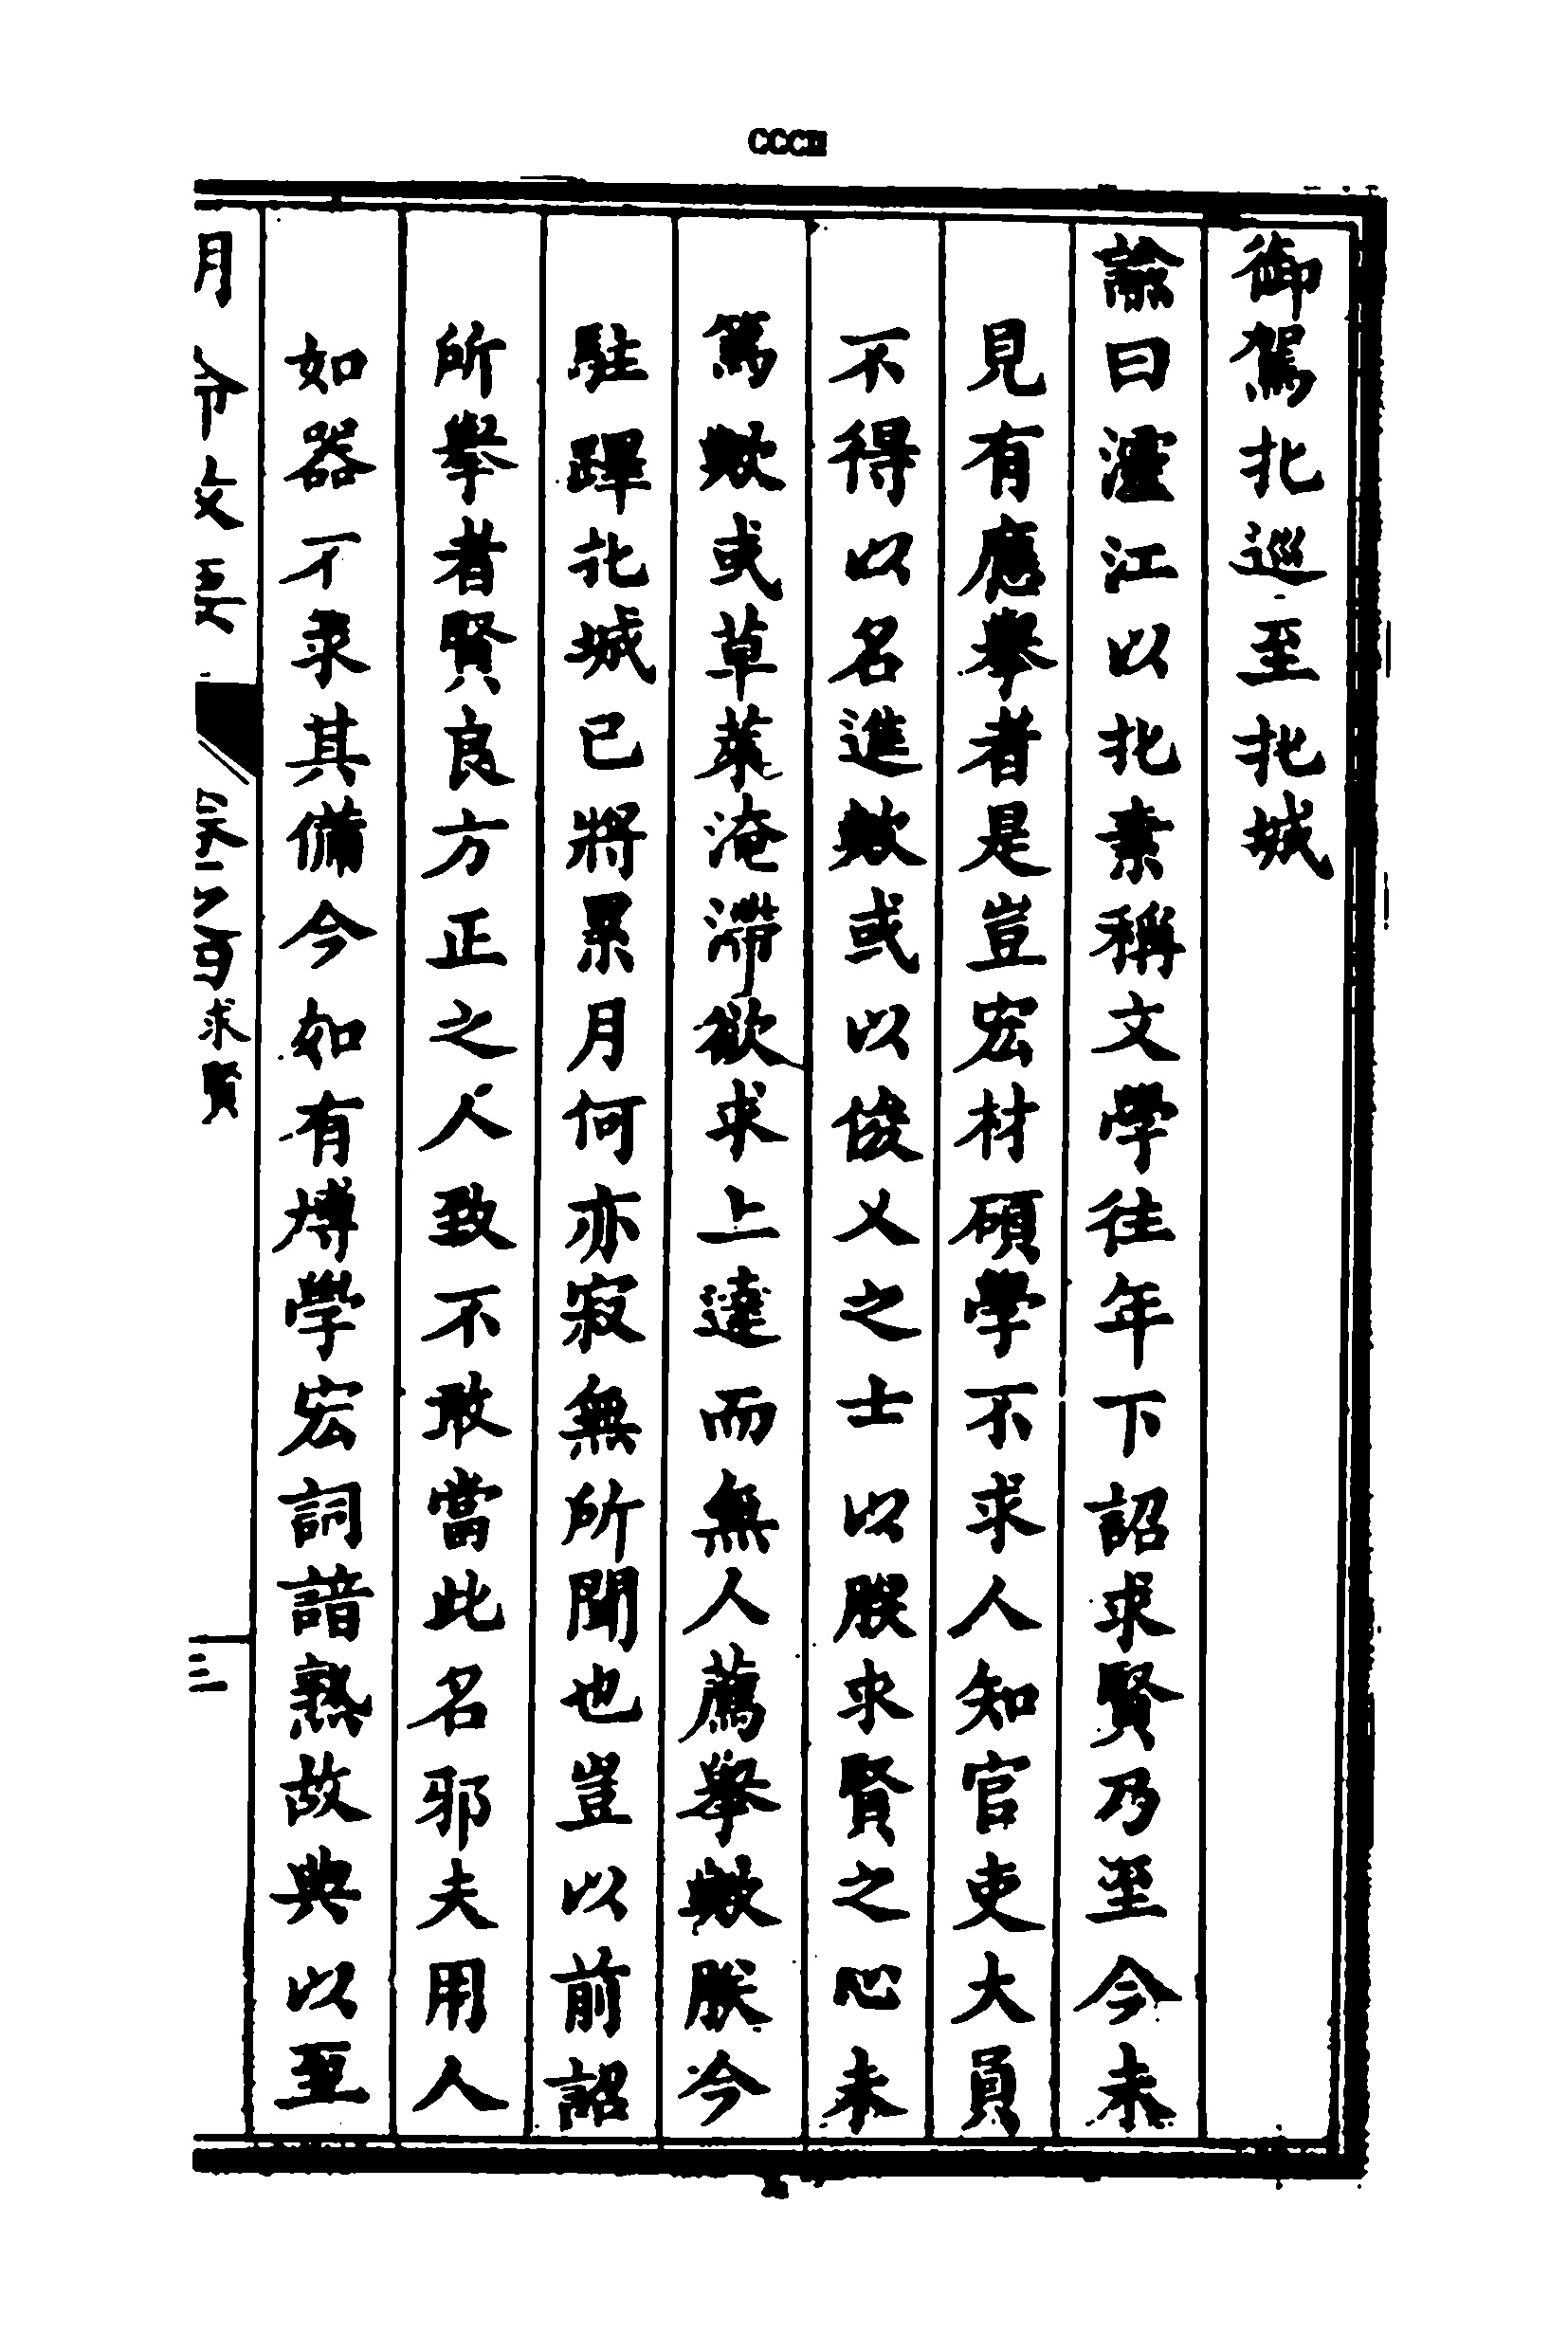 CCCIII
御駕北巡至北城
諭曰瀍江以北素稱文學往年下詔求賢乃至今未
見有應舉者是豈宏材碩學不求人知官吏大員
不得以名進歟或以俊乂之士以朕求賢之心未
篤歟或草萊淹滯欲求上達而無人薦舉歟朕今
駐蹕北城已將累月何亦寂無所聞也豈以前詔
所舉者賢良方正之人致不敢當此名邪夫用人
如器不求其備今如有博學宏詞諳熟故典以至
求賢